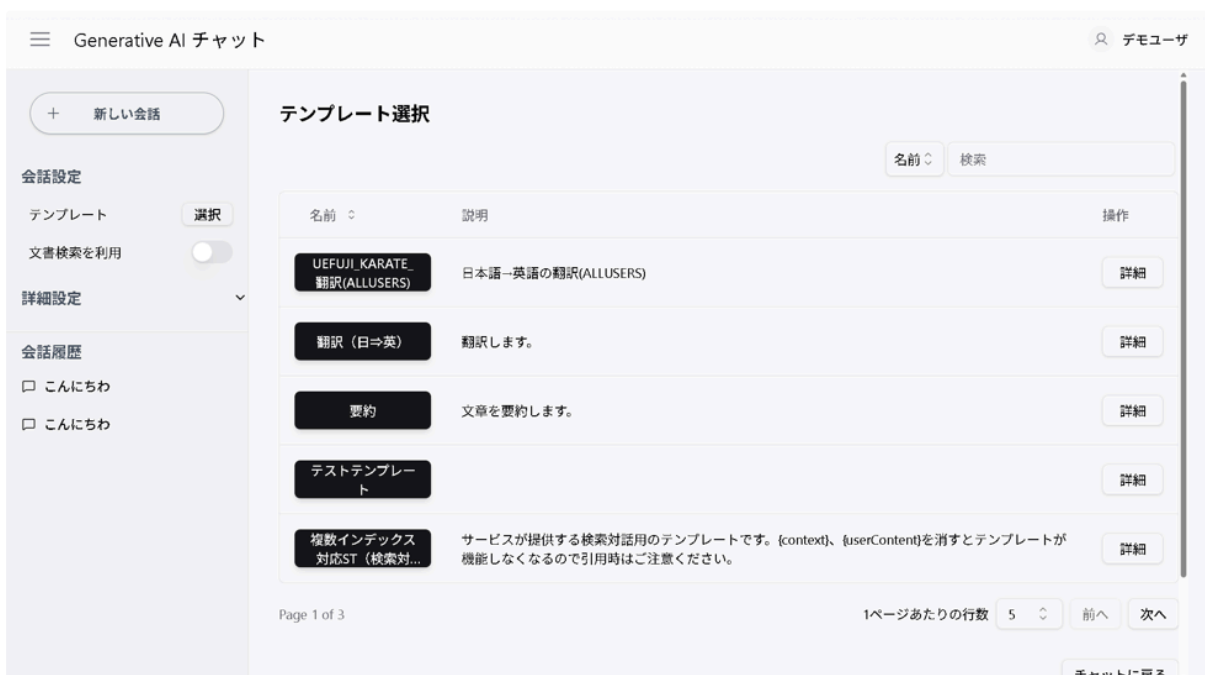 Generative AI チャット
デモユーザ
新しい会話
会話設定
テンプレート
選択
文書検索を利用
詳細設定
会話履歴
こんにちわ
こんにちわ
テンプレート選択
名前
検索
名前
説明
操作
UEFUJI_KARATE_
翻訳(ALLUSERS)
日本語→英語の翻訳(ALLUSERS)
詳細
翻訳（日⇒英）
翻訳します。
詳細
要約
文章を要約します。
詳細
テストテンプレー
ト
詳細
複数インデックス
対応ST（検索対...
サービスが提供する検索対話用のテンプレートです。{context}、{userContent}を消すとテンプレートが
機能しなくなるので引用時はご注意ください。
詳細
Page 1 of 3
1ページあたりの行数
5
前へ
次へ
チャットに戻る